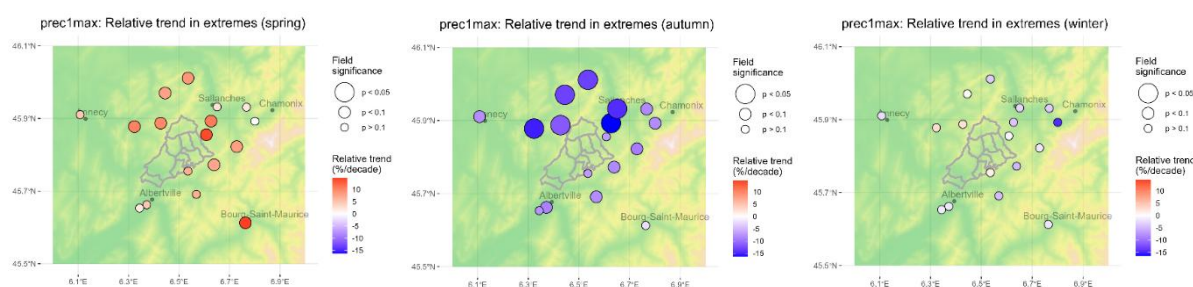 prec1max: Relative trend in extremes (spring)
46.1°N
45.9°N
45.7°N
45.5°N
6.1°E
6.3°E
6.5°E
6.7°E
6.9°E
Sallanches
Chamonix
Annecy
Albertville
Bourg-Saint-Maurice
Field
significance
p < 0.05
p < 0.1
p > 0.1
Relative trend
(%/decade)
10
5
0
-5
-10
-15
prec1max: Relative trend in extremes (autumn)
46.1°N
45.9°N
45.7°N
45.5°N
6.1°E
6.3°E
6.5°E
6.7°E
6.9°E
Sallanches
Chamonix
necy
Albertville
Bourg-Saint-Maurice
Field
significance
p < 0.05
p < 0.1
p > 0.1
Relative trend
(%/decade)
10
5
0
-5
-10
-16
prec1max: Relative trend in extremes (winter)
46.1°N
45.9°N
45.7°N
45.5°N
6.1°E
6.3°E
6.5°E
6.7°E
6.9°E
Sallanches
Chamonix
Annecy
Albertville
Bourg-Saint-Maurice
Field
significance
p < 0.05
p < 0.1
p > 0.1
Relative trend
(%/decade)
10
5
0
-5
-10
-16